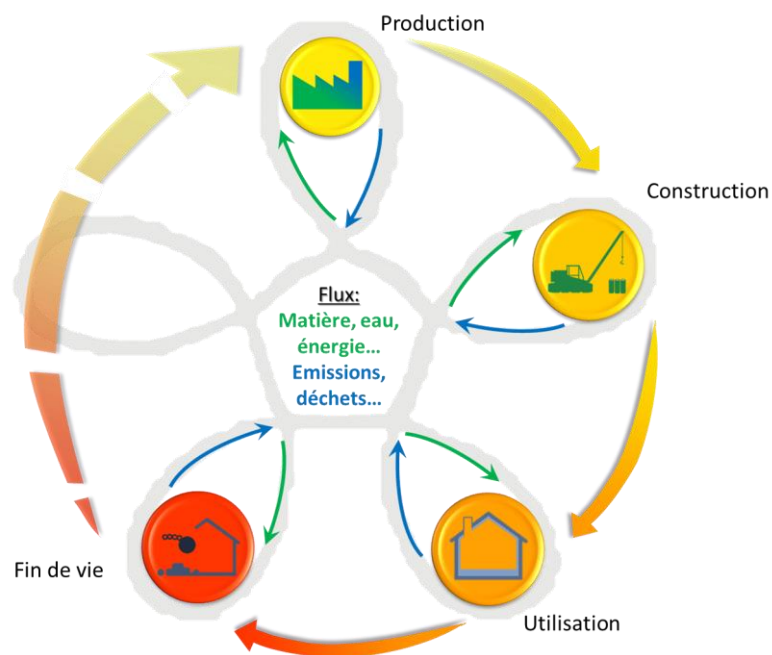 Production
Construction
Flux:
Matière, eau,
énergie…
Emissions,
déchets…
Fin de vie
Utilisation